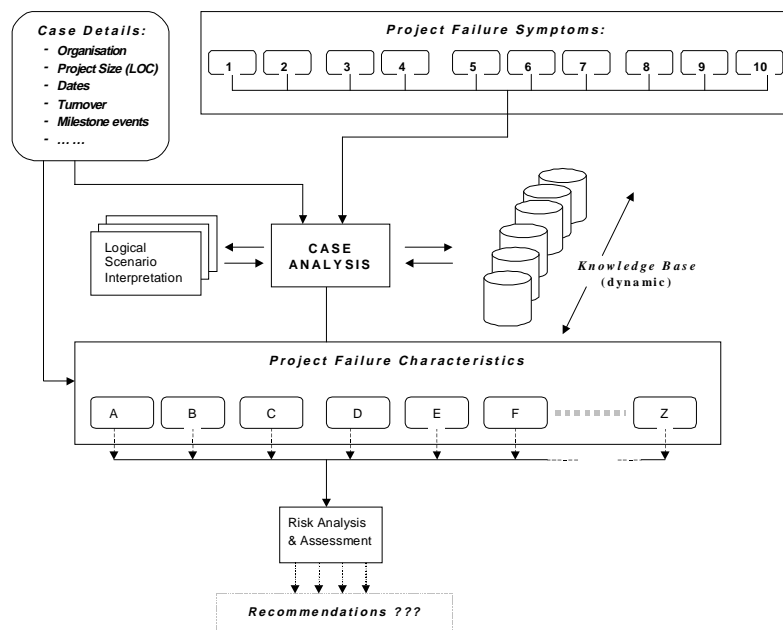 Case Details:
- Organisation
- Project Size (LOC)
- Dates
- Turnover
- Milestone events
- ... ...
Project Failure Symptoms:
1 2 3 4 5 6 7 8 9 10
Logical
Scenario
Interpretation
CASE
ANALYSIS
Knowledge Base
(dynamic)
Project Failure Characteristics
A B C D E F Z
Risk Analysis
& Assessment
Recommendations ???